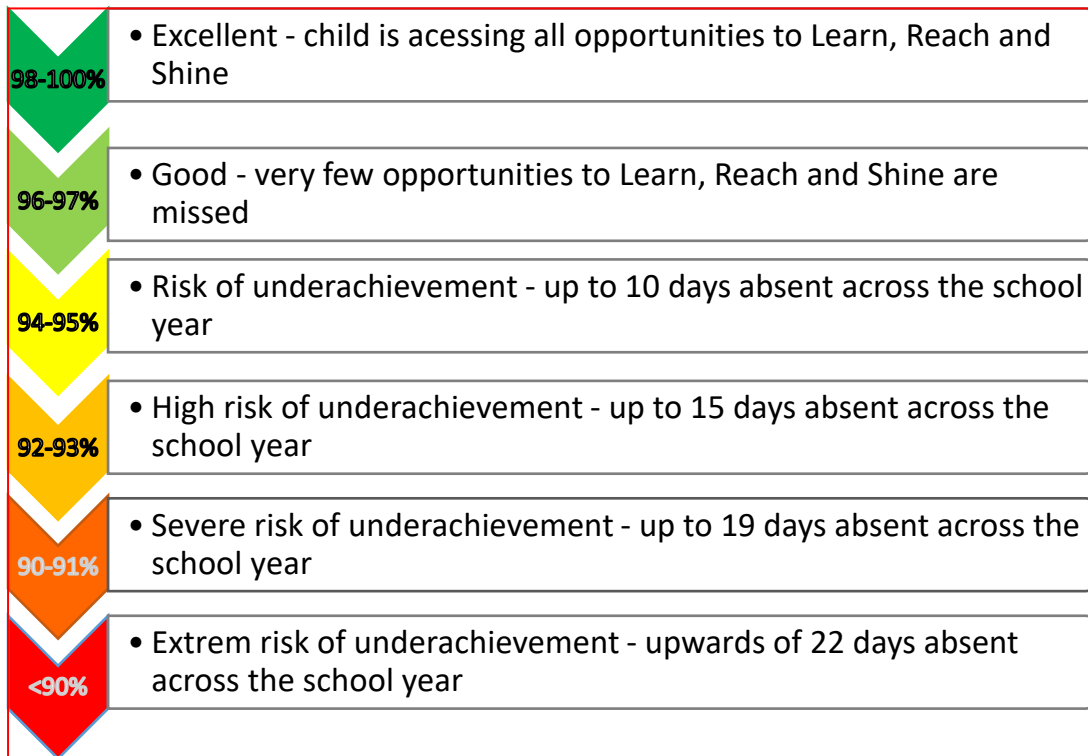 98-100%
• Excellent - child is acessing all opportunities to Learn, Reach and
Shine
96-97%
• Good - very few opportunities to Learn, Reach and Shine are
missed
94-95%
• Risk of underachievement - up to 10 days absent across the school
year
92-93%
• High risk of underachievement - up to 15 days absent across the
school year
90-91%
• Severe risk of underachievement - up to 19 days absent across the
school year
<90%
• Extrem risk of underachievement - upwards of 22 days absent
across the school year